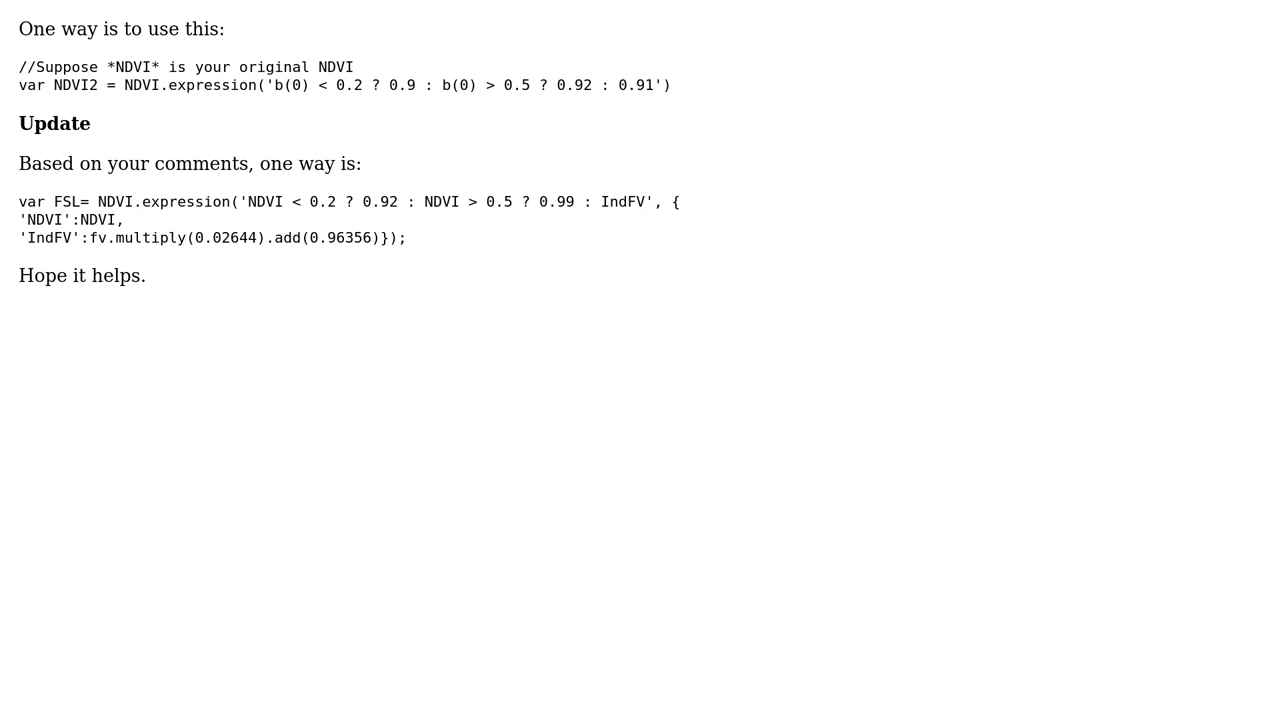 One way is to use this:
//Suppose *NDVI* is your original NDVI
var NDVI2 = NDVI.expression('b(0) < 0.2 ? 0.9 : b(0) > 0.5 ? 0.92 : 0.91')
Update
Based on your comments, one way is:
var FSL= NDVI.expression('NDVI < 0.2 ? 0.92 : NDVI > 0.5 ? 0.99 : IndFV', {
'NDVI':NDVI,
'IndFV':fv.multiply(0.02644).add(0.96356)});
Hope it helps.